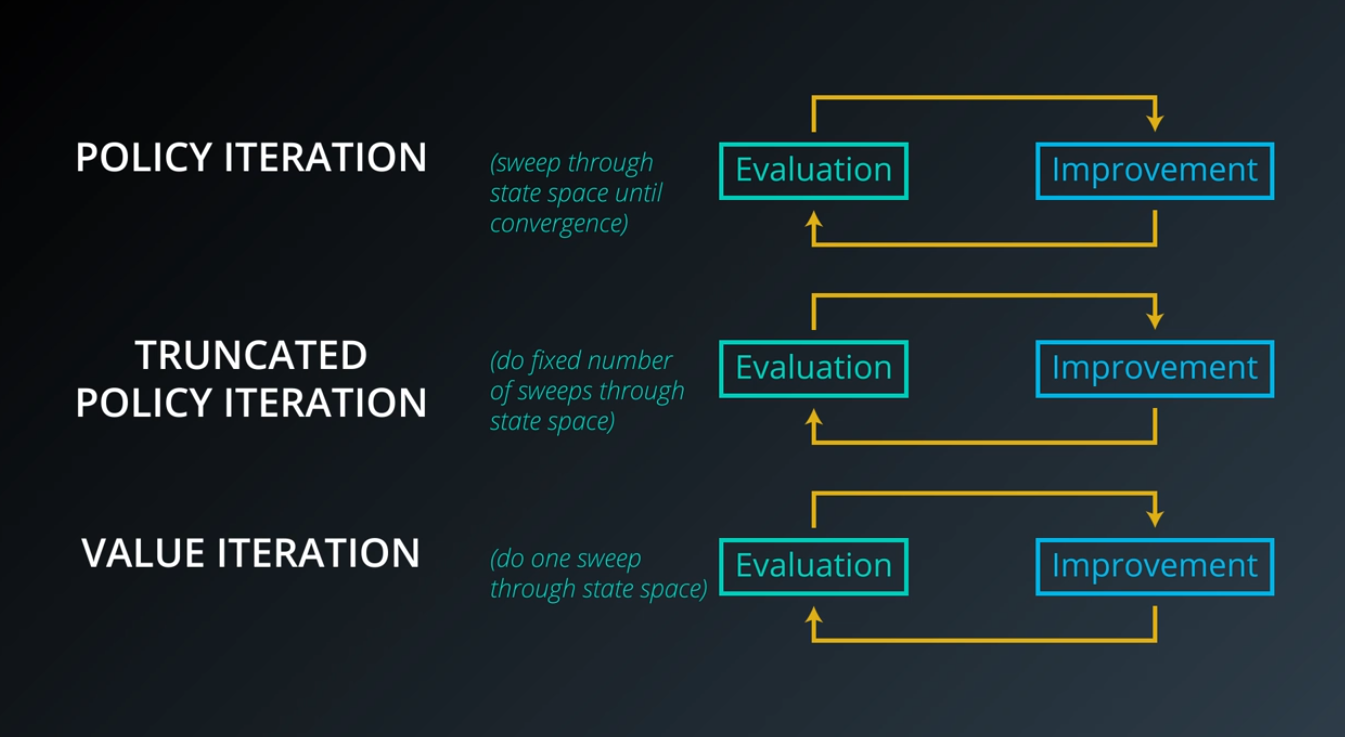 POLICY ITERATION
(sweep through
state space until
convergence)
Evaluation
Improvement
TRUNCATED
POLICY ITERATION
(do fixed number
of sweeps through
state space)
Evaluation
Improvement
VALUE ITERATION
(do one sweep
through state space)
Evaluation
Improvement